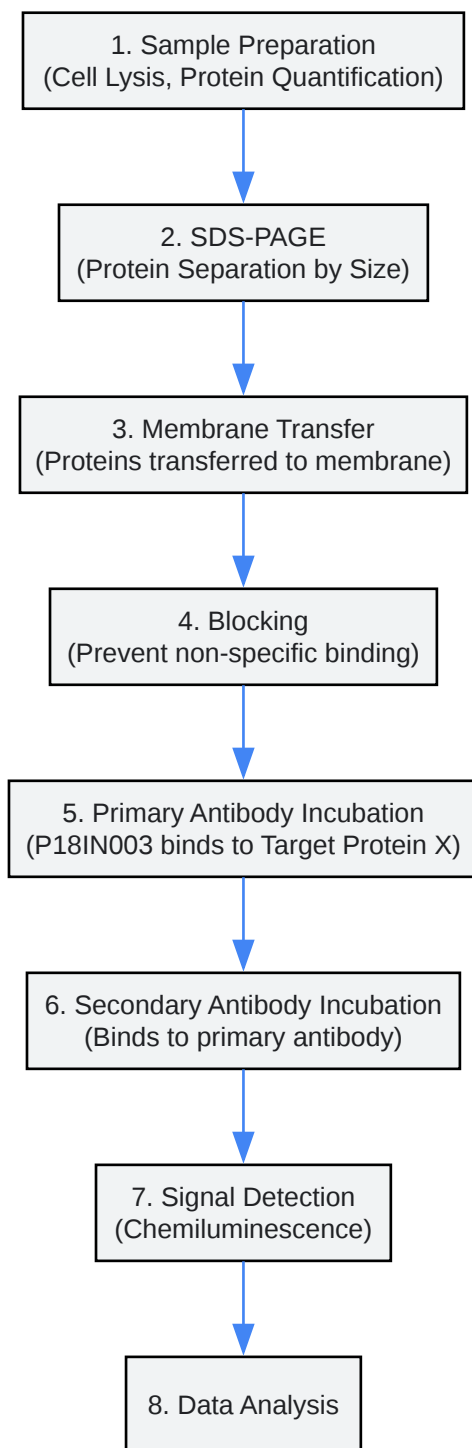 1. Sample Preparation
(Cell Lysis, Protein Quantification)
2. SDS-PAGE
(Protein Separation by Size)
3. Membrane Transfer
(Proteins transferred to membrane)
4. Blocking
(Prevent non-specific binding)
5. Primary Antibody Incubation
(P18IN003 binds to Target Protein X)
6. Secondary Antibody Incubation
(Binds to primary antibody)
7. Signal Detection
(Chemiluminescence)
8. Data Analysis